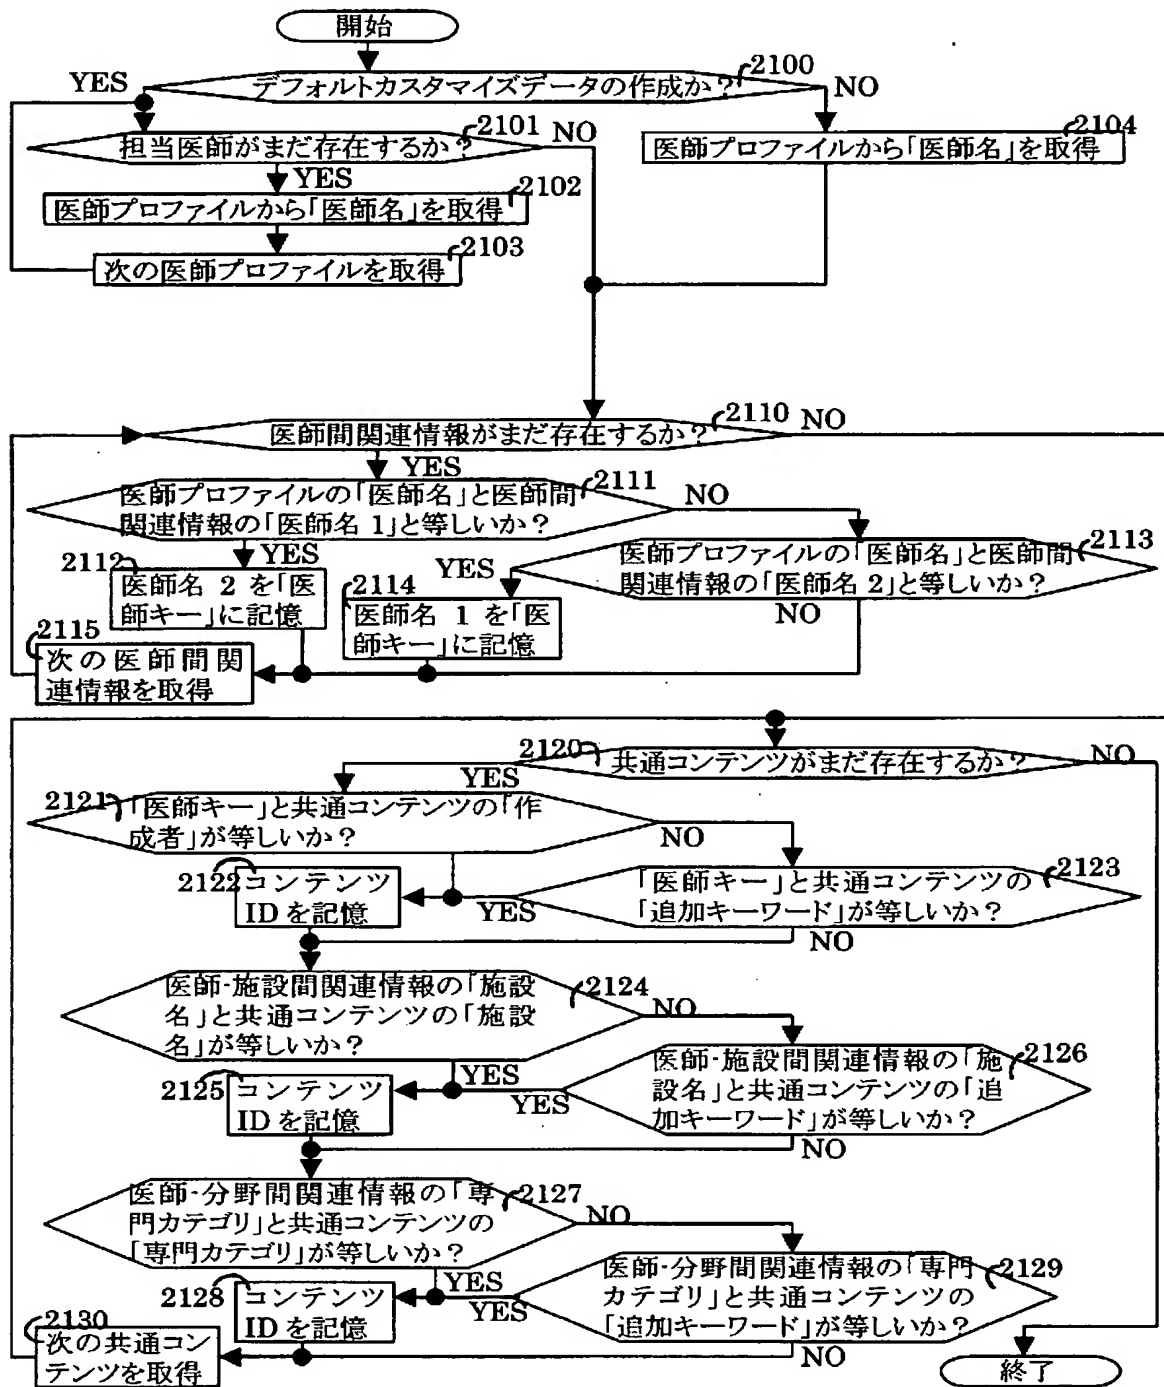 開始
デフォルトカスタマイズデータの作成か?
2100
YES
NO
担当医師がまだ存在するか?
2101
NO
2104
医師プロファイルから「医師名」を取得
YES
2102
医師プロファイルから「医師名」を取得
2103
次の医師プロファイルを取得
医師間関連情報がまだ存在するか?
2110
NO
YES
医師プロファイルの「医師名」と医師間
関連情報の「医師名 1」と等しいか?
2111
NO
医師プロファイルの「医師名」と医師間
関連情報の「医師名 2」と等しいか?
2113
YES
YES
NO
2112
医師名 2 を「医
師キー」に記憶
2114
医師名 1 を「医
師キー」に記憶
2115
次の医師間関
連情報を取得
2120
共通コンテンツがまだ存在するか?
NO
YES
2121
「医師キー」と共通コンテンツの「作
成者」が等しいか?
NO
2122
コンテンツ
IDを記憶
YES
「医師キー」と共通コンテンツの
「追加キーワード」が等しいか?
2123
NO
医師-施設間関連情報の「施設
名」と共通コンテンツの「施設
名」が等しいか?
2124
NO
医師-施設間関連情報の「施
設名」と共通コンテンツの「追
加キーワード」が等しいか?
2126
YES
YES
2125
コンテンツ
IDを記憶
NO
医師-分野間関連情報の「専
門カテゴリ」と共通コンテンツの
「専門カテゴリ」が等しいか?
2127
NO
医師-分野間関連情報の「専門
カテゴリ」と共通コンテンツの
「追加キーワード」が等しいか?
2129
YES
YES
2128
コンテンツ
IDを記憶
NO
2130
次の共通コン
テンツを取得
終了